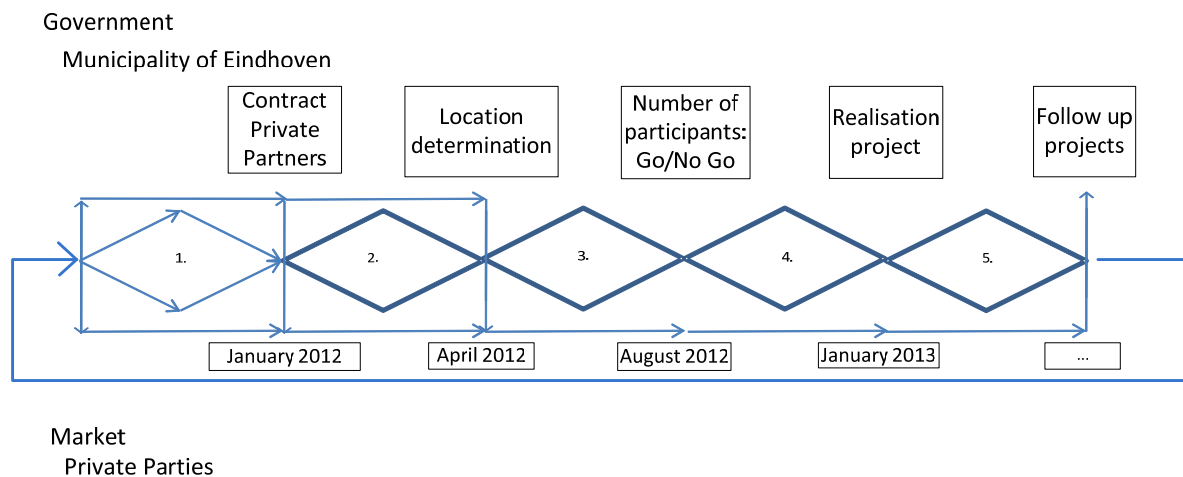 Government
Municipality of Eindhoven
Contract
Private
Partners
Location
determination
Number of
participants:
Go/No Go
Realisation
project
Follow up
projects
1.
2.
3.
4.
5.
January 2012
April 2012
August 2012
January 2013
...
Market
Private Parties